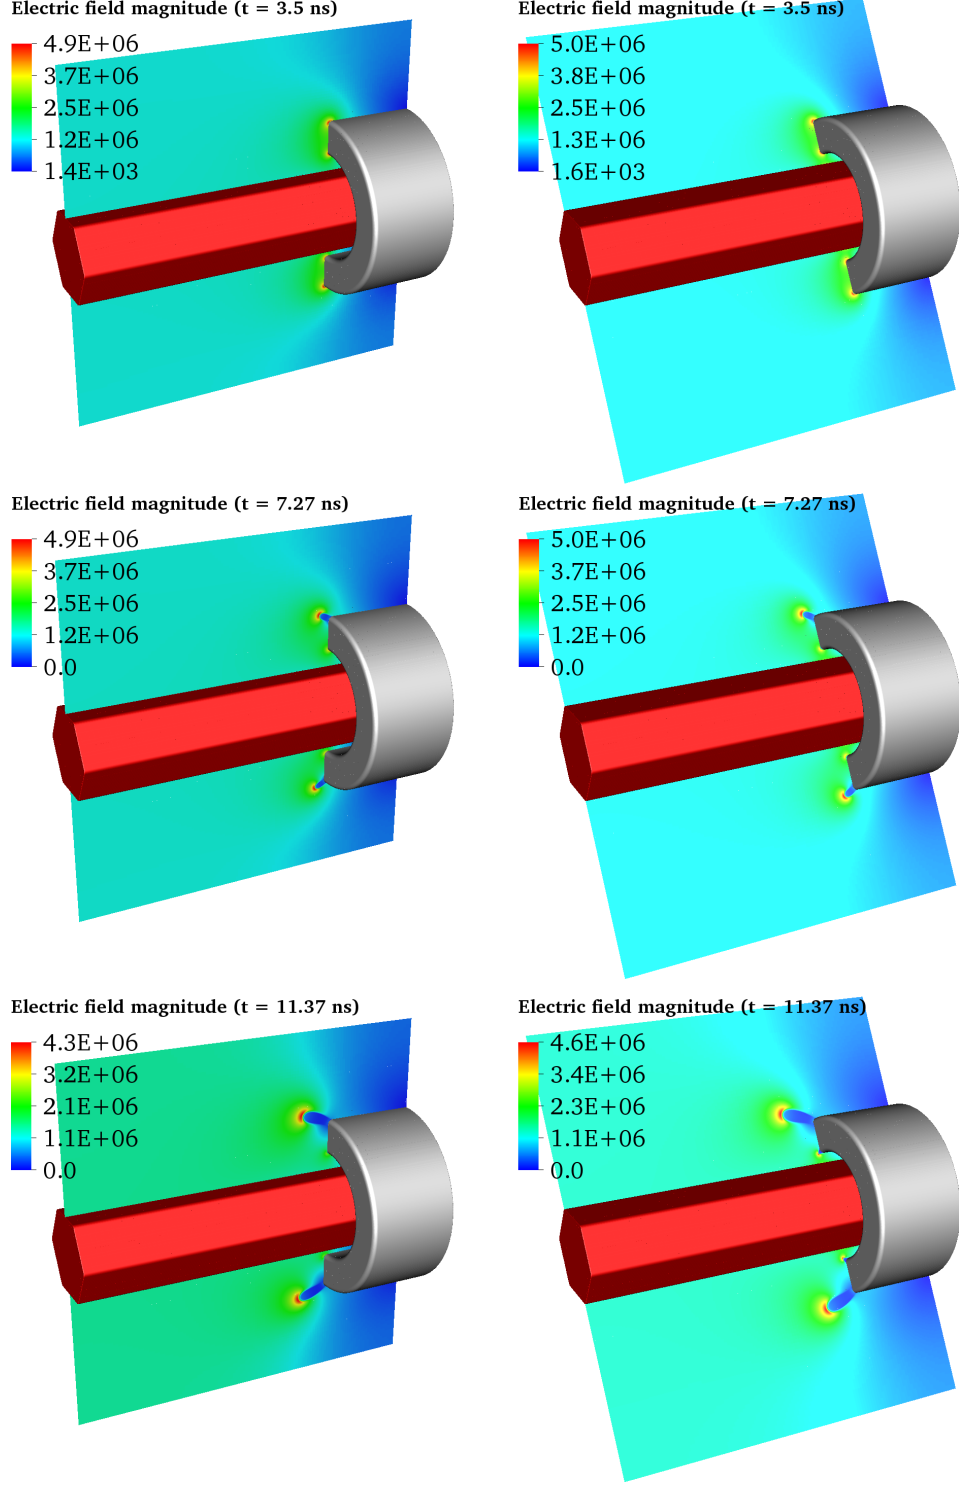 Electric field magnitude (t = 3.5 ns)
4.9E+06
3.7E+06
2.5E+06
1.2E+06
1.4E+03
Electric field magnitude (t = 3.5 ns)
5.0E+06
3.8E+06
2.5E+06
1.3E+06
1.6E+03
Electric field magnitude (t = 7.27 ns)
4.9E+06
3.7E+06
2.5E+06
1.2E+06
0.0
Electric field magnitude (t = 7.27 ns)
5.0E+06
3.7E+06
2.5E+06
1.2E+06
0.0
Electric field magnitude (t = 11.37 ns)
4.3E+06
3.2E+06
2.1E+06
1.1E+06
0.0
Electric field magnitude (t = 11.37 ns)
4.6E+06
3.4E+06
2.3E+06
1.1E+06
0.0